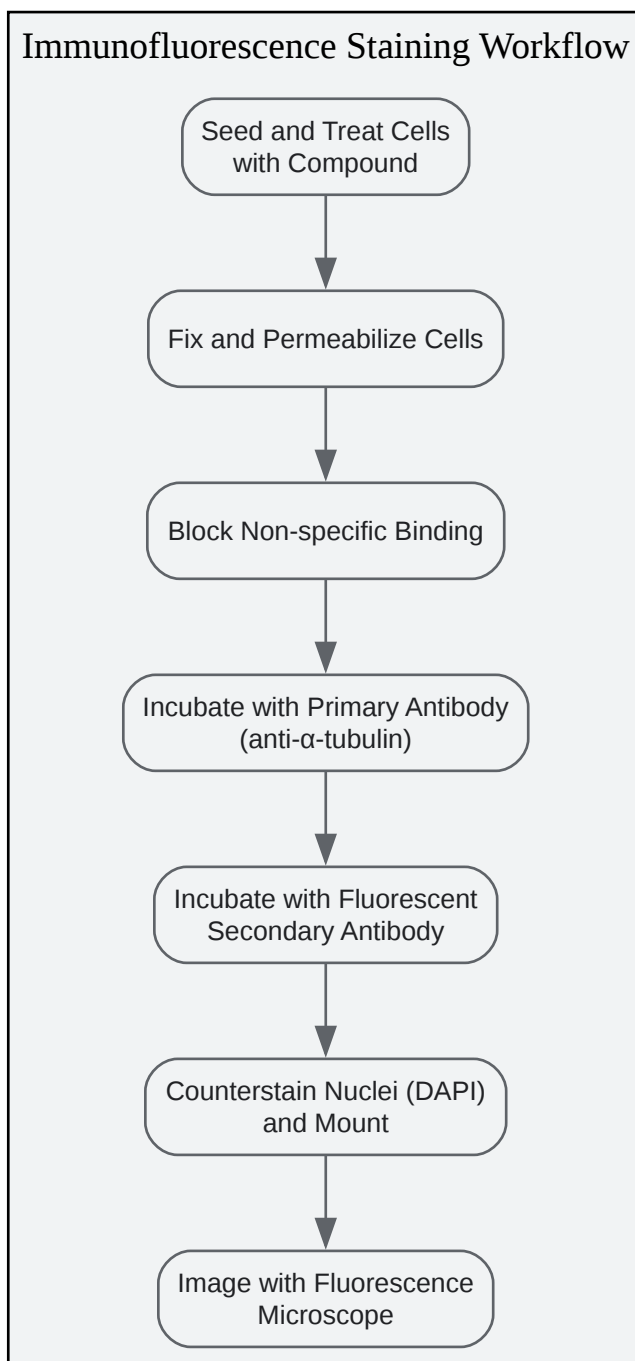 Immunofluorescence Staining Workflow
Seed and Treat Cells
with Compound
Fix and Permeabilize Cells
Block Non-specific Binding
Incubate with Primary Antibody
(anti-α-tubulin)
Incubate with Fluorescent
Secondary Antibody
Counterstain Nuclei (DAPI)
and Mount
Image with Fluorescence
Microscope